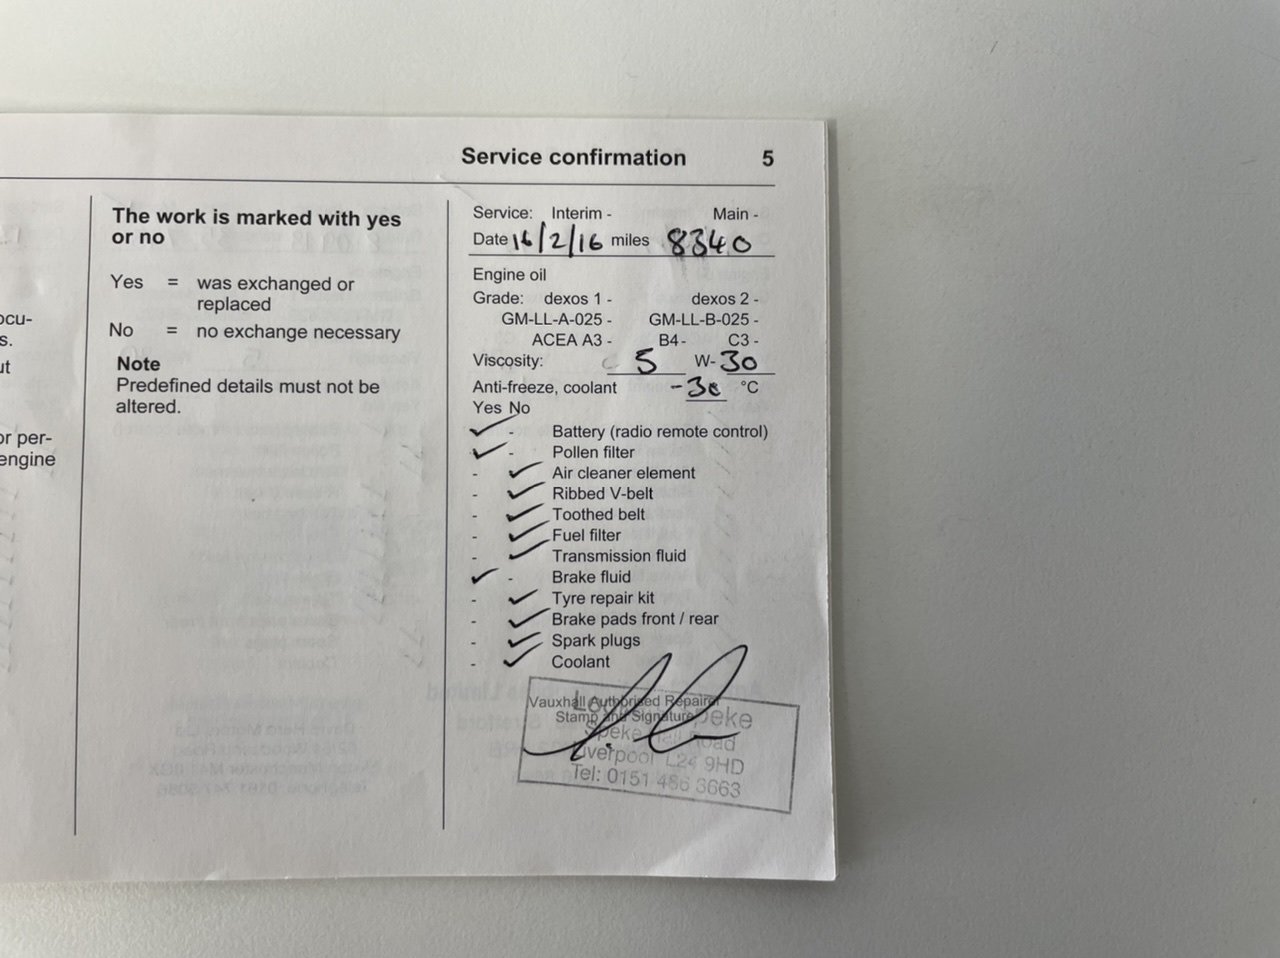 Service confirmation 5
ocu-
s.
ut
or per-
engine
The work is marked with yes
or no
Yes = was exchanged or
replaced
No = no exchange necessary
Note
Predefined details must not be
altered.
Service: Interim - Main -
Date 16/2/16 miles 8340
Engine oil
Grade: dexos 1 - dexos 2 -
GM-LL-A-025 - GM-LL-B-025 -
ACEA A3 - B4 - C3 -
Viscosity: 5 W- 30
Anti-freeze, coolant -30 °C
Yes No
✓ - Battery (radio remote control)
✓ - Pollen filter
- ✓ Air cleaner element
- ✓ Ribbed V-belt
- ✓ Toothed belt
- ✓ Fuel filter
- ✓ Transmission fluid
✓ - Brake fluid
- ✓ Tyre repair kit
- ✓ Brake pads front / rear
- ✓ Spark plugs
- ✓ Coolant
Vauxhall Authorised Repairer
Stamp and Signature
Speke
Speke Hall Road
Liverpool L24 9HD
Tel: 0151 486 3663